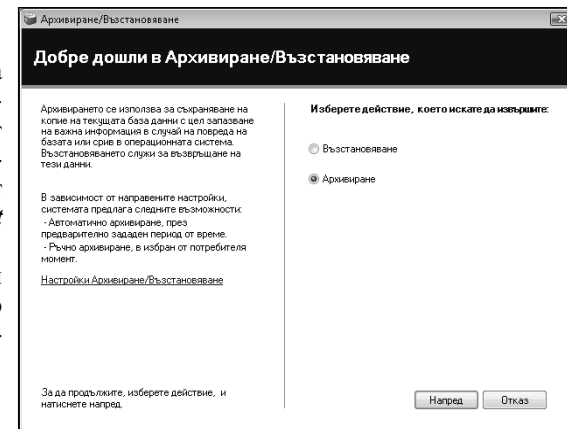 Архивиране/Възстановяване
Добре дошли в Архивиране/Възстановяване
Архивирането се използва за съхраняване на
копие на текущата база данни с цел запазване
на важна информация в случай на повреда на
базата или срив в операционната система.
Възстановяването служи за възвръщане на
тези данни.
В зависимост от направените настройки,
системата предлага следните възможности:
- Автоматично архивиране, през
предварително зададен период от време.
- Ръчно архивиране, в избран от потребителя
момент.
Настройки Архивиране/Възстановяване
За да продължите, изберете действие, и
натиснете напред.
Изберете действие, което искате да извършите:
Възстановяване
Архивиране
Напред
Отказ